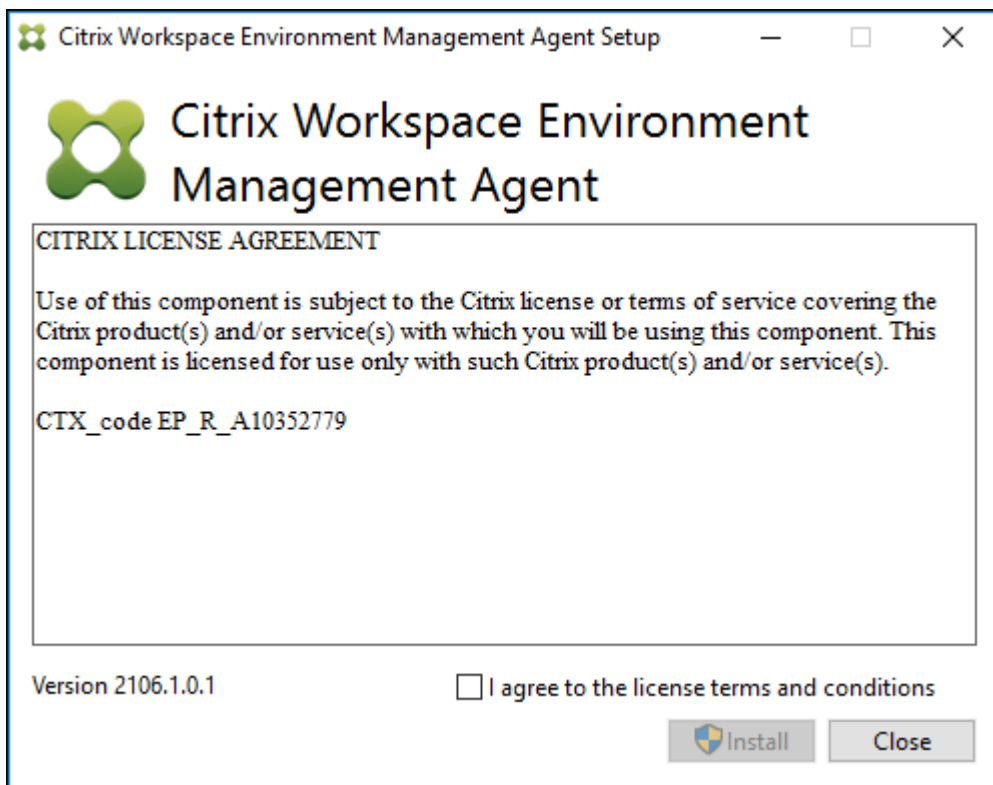 Citrix Workspace Environment Management Agent Setup
Citrix Workspace Environment
Management Agent
CITRIX LICENSE AGREEMENT
Use of this component is subject to the Citrix license or terms of service covering the
Citrix product(s) and/or service(s) with which you will be using this component. This
component is licensed for use only with such Citrix product(s) and/or service(s).
CTX_code EP_R_A10352779
Version 2106.1.0.1
I agree to the license terms and conditions
Install
Close